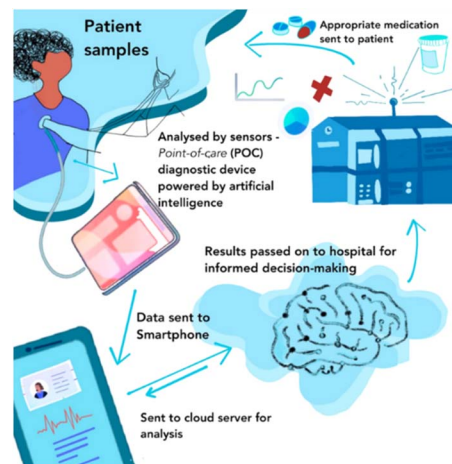 Patient
samples
Appropriate medication
sent to patient
Analysed by sensors -
Point-of-care (POC)
diagnostic device
powered by artificial
intelligence
Results passed on to hospital for
informed decision-making
Data sent to
Smartphone
Sent to cloud server for
analysis